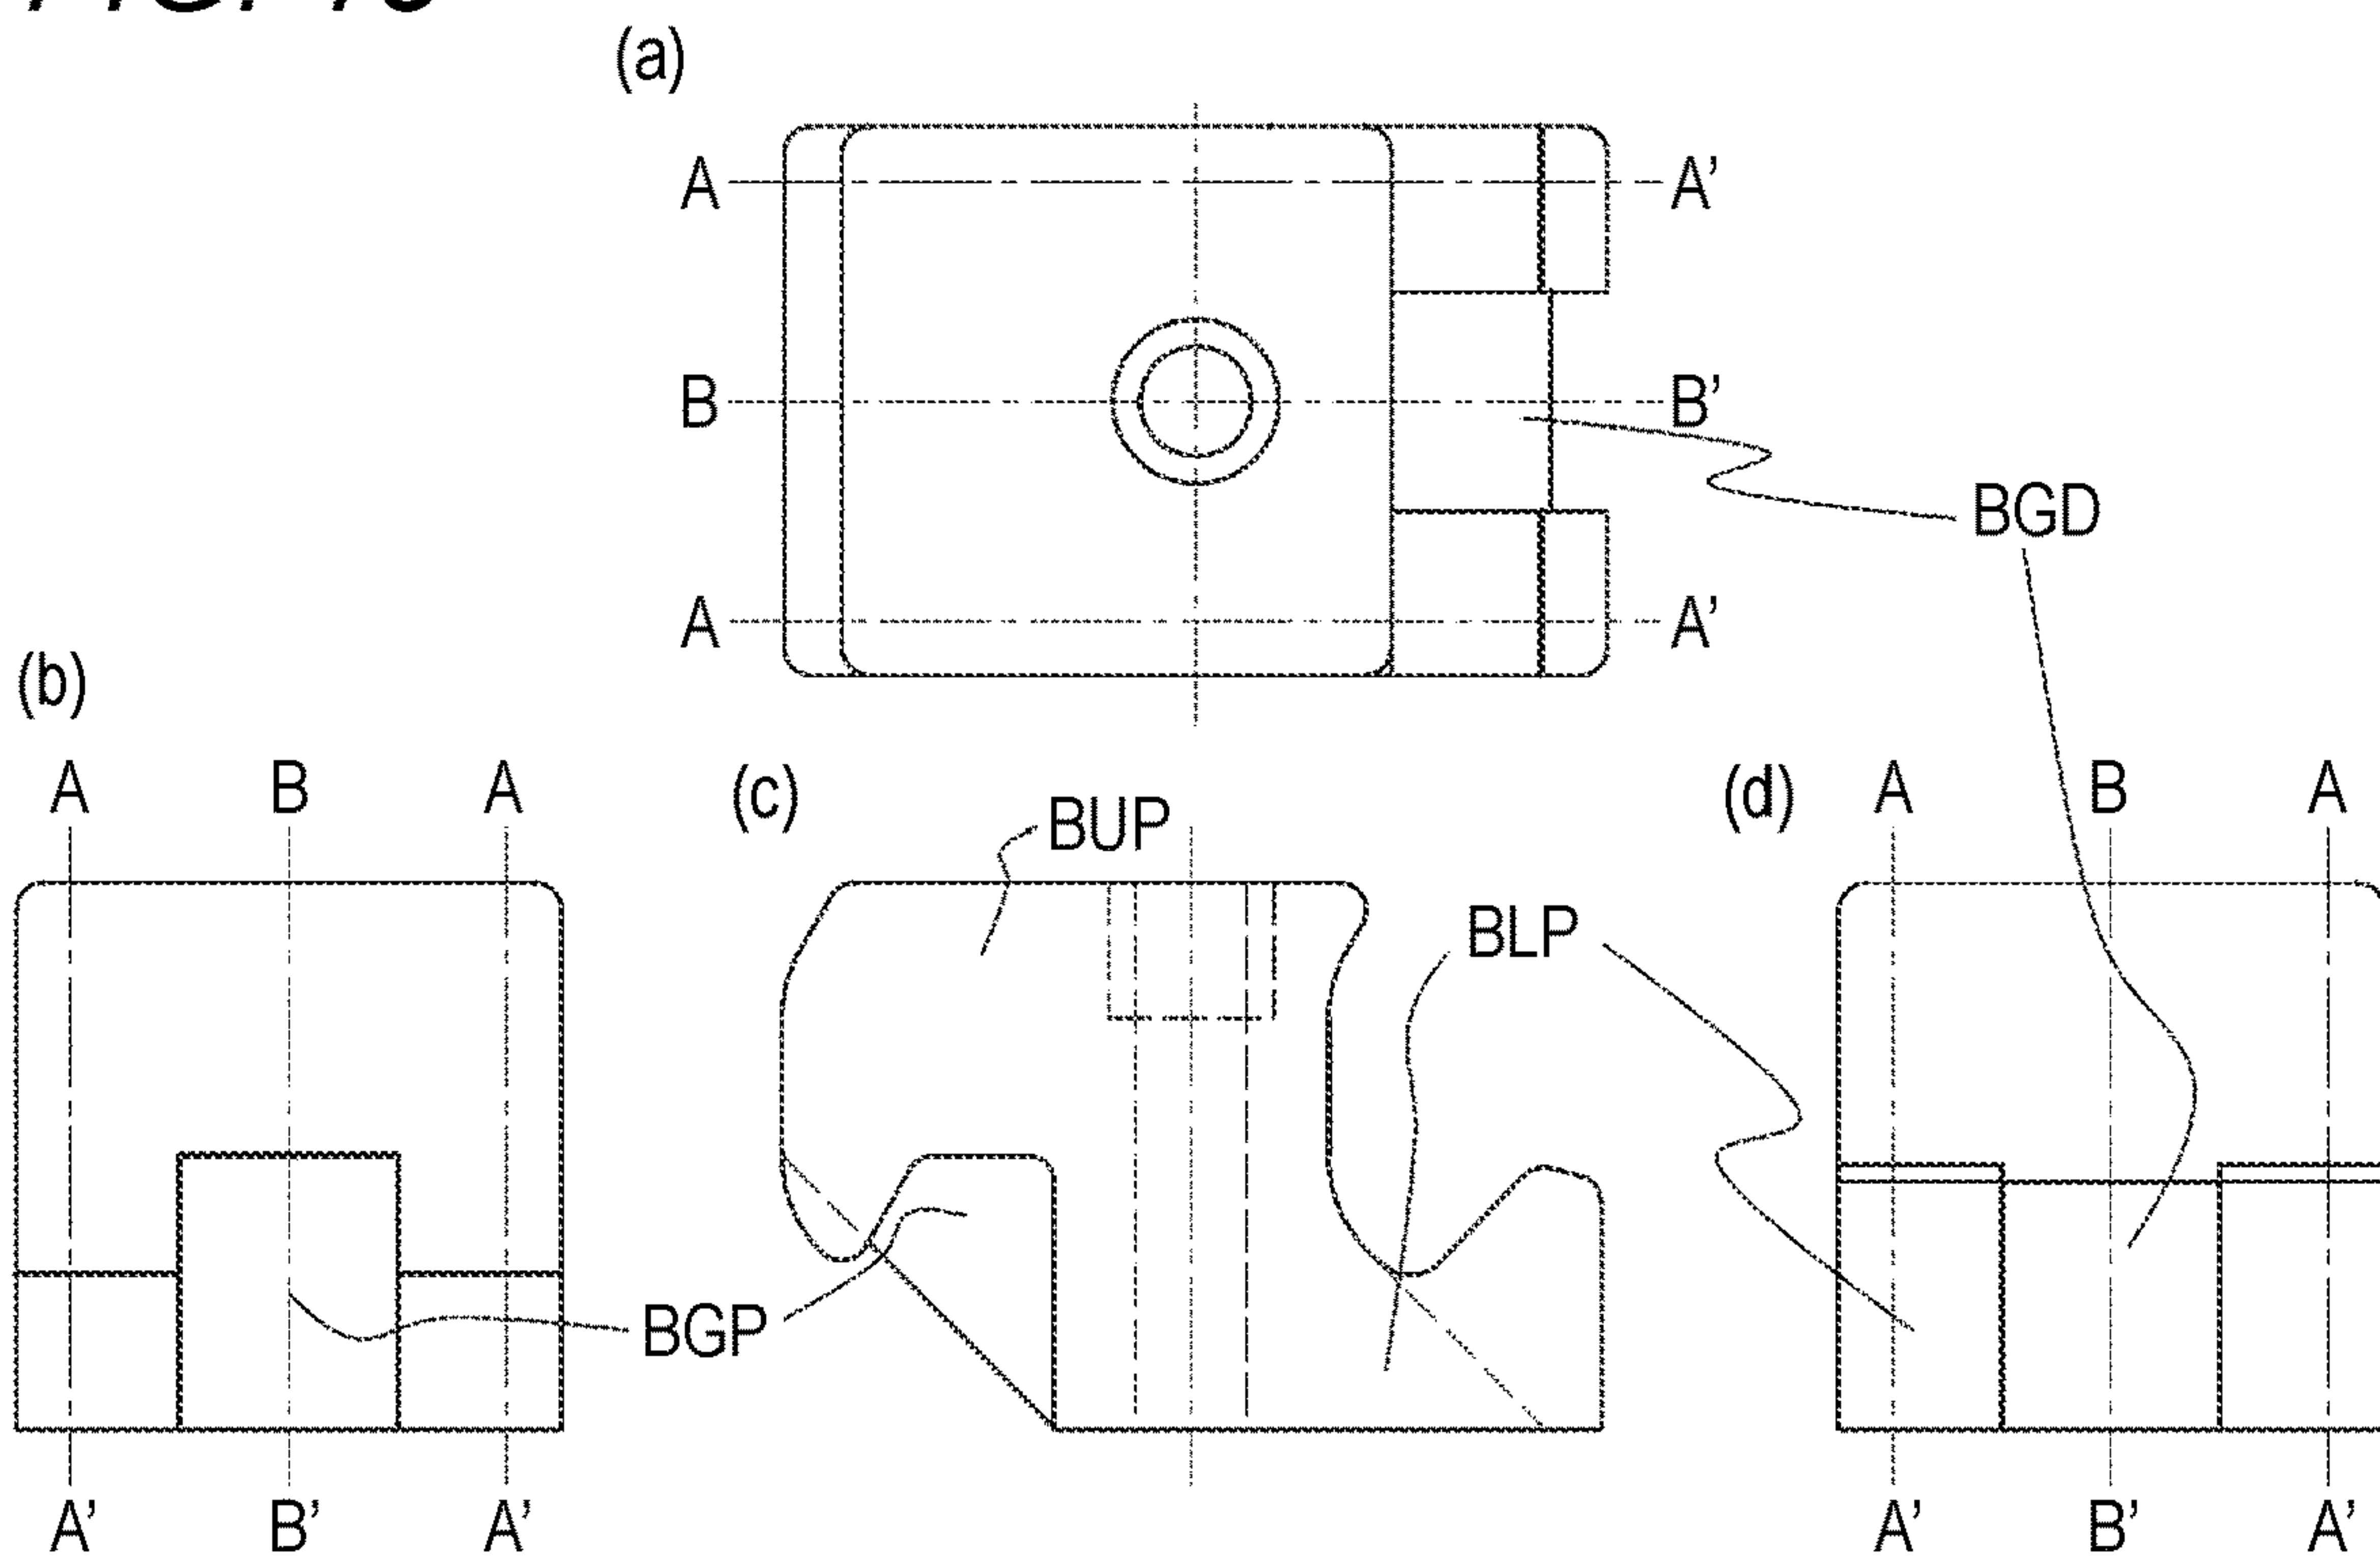 (a)
A A'
B B'
BGD
A A'
(b)
A B A
(c)
BUP
(d)
A B A
BLP
BGP
A' B' A'
A' B' A'